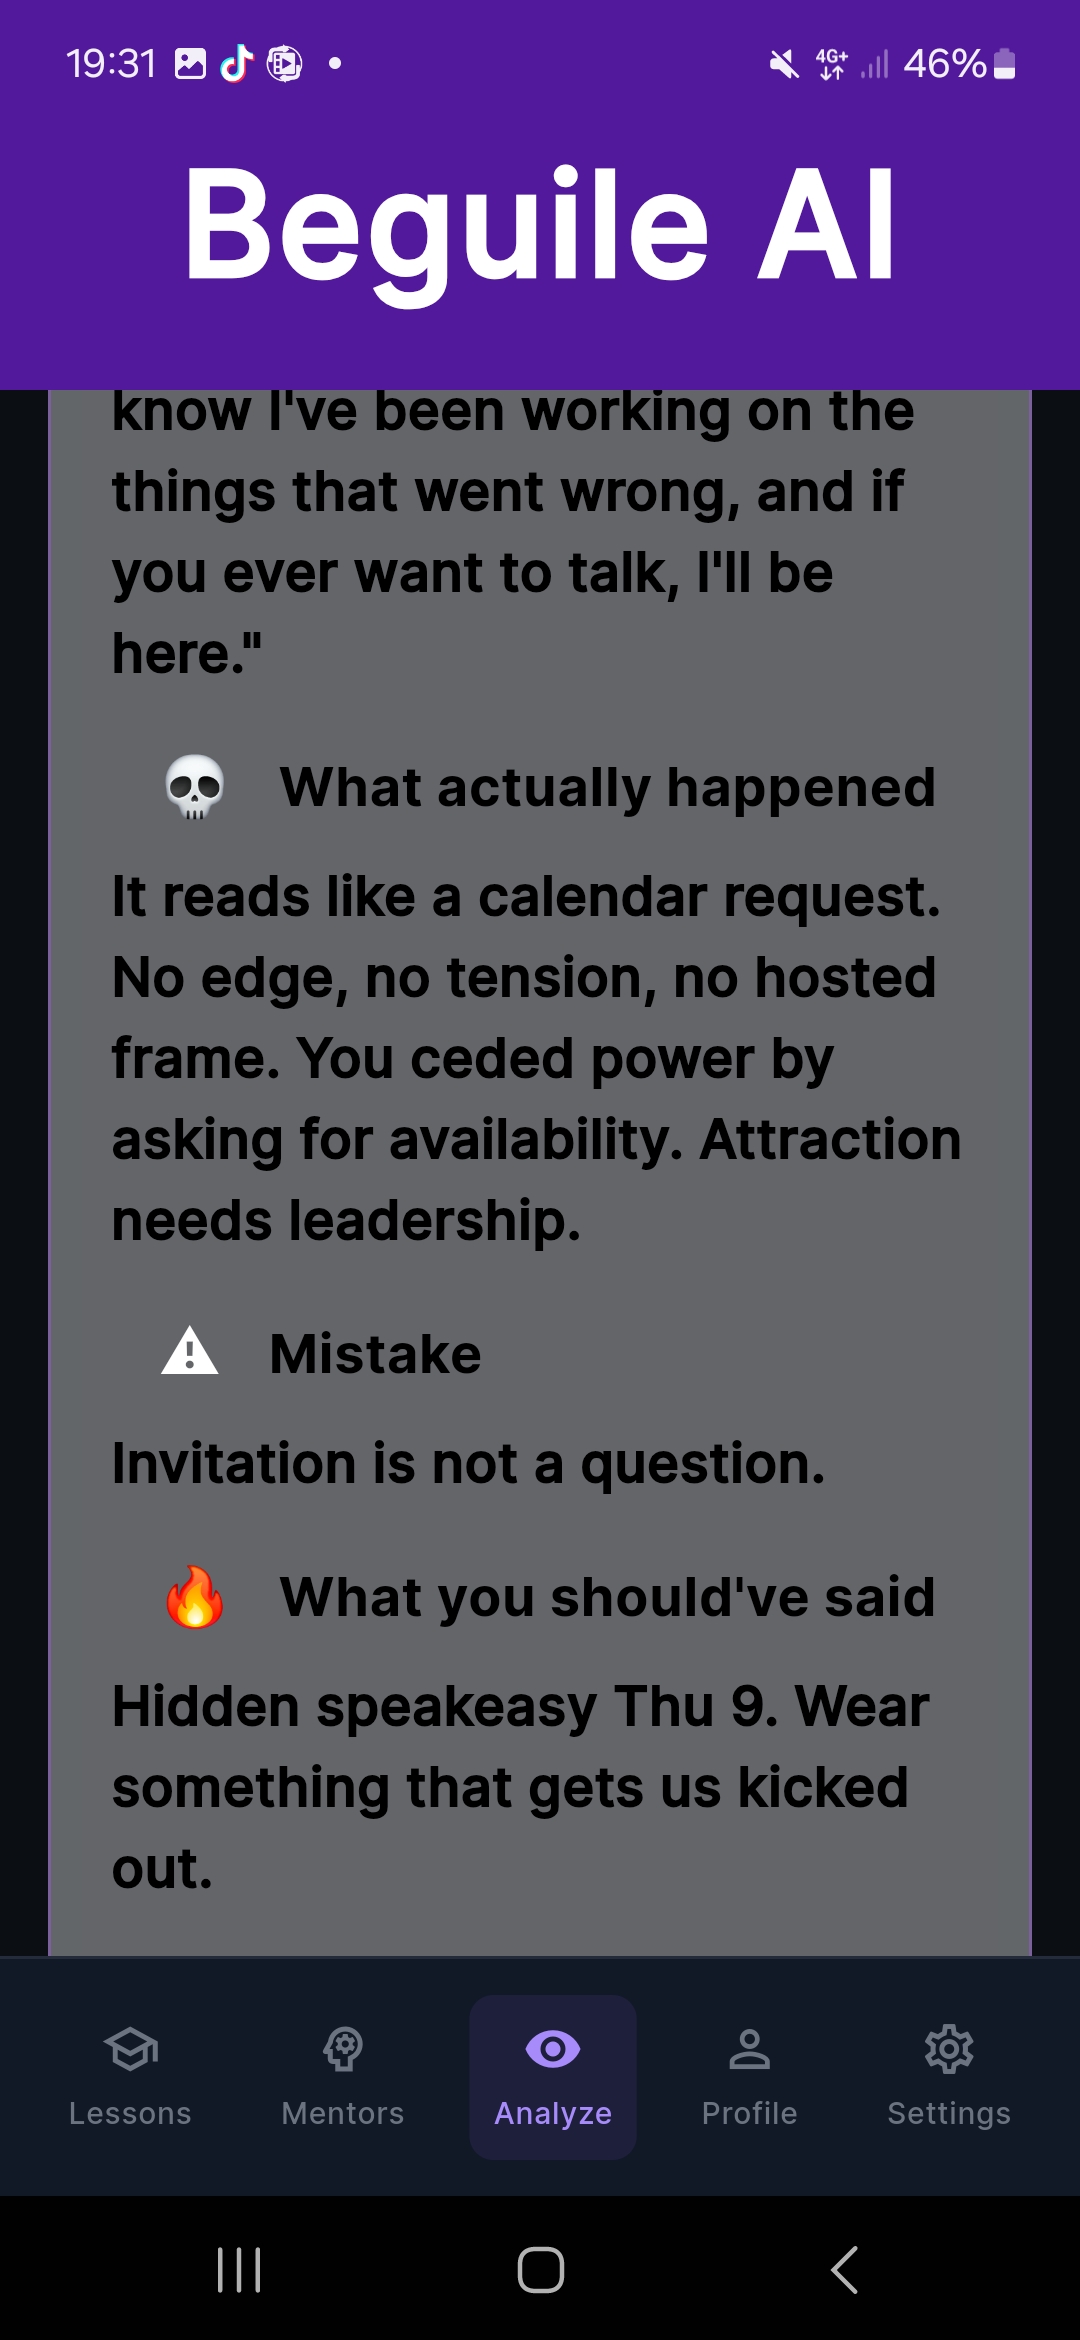 19:31
4G+
46%
Beguile AI
know I've been working on the
things that went wrong, and if
you ever want to talk, I'll be
here."
💀 What actually happened
It reads like a calendar request.
No edge, no tension, no hosted
frame. You ceded power by
asking for availability. Attraction
needs leadership.
⚠ Mistake
Invitation is not a question.
🔥 What you should've said
Hidden speakeasy Thu 9. Wear
something that gets us kicked
out.
Lessons Mentors Analyze Profile Settings